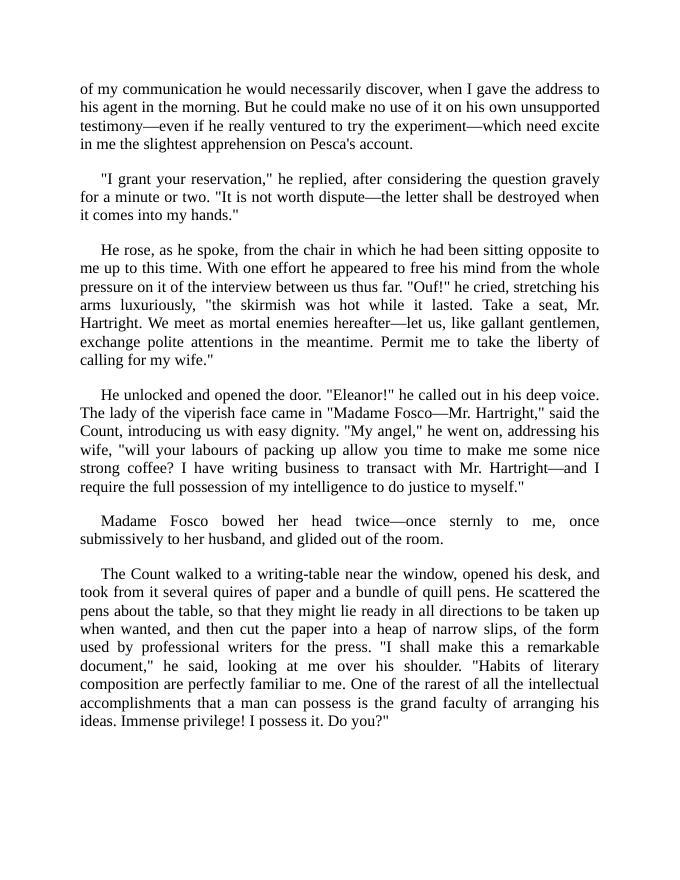 of my communication he would necessarily discover, when I gave the address to
his agent in the morning. But he could make no use of it on his own unsupported
testimony—even if he really ventured to try the experiment—which need excite
in me the slightest apprehension on Pesca's account.
"I grant your reservation," he replied, after considering the question gravely
for a minute or two. "It is not worth dispute—the letter shall be destroyed when
it comes into my hands."
He rose, as he spoke, from the chair in which he had been sitting opposite to
me up to this time. With one effort he appeared to free his mind from the whole
pressure on it of the interview between us thus far. "Ouf!" he cried, stretching his
arms luxuriously, "the skirmish was hot while it lasted. Take a seat, Mr.
Hartright. We meet as mortal enemies hereafter—let us, like gallant gentlemen,
exchange polite attentions in the meantime. Permit me to take the liberty of
calling for my wife."
He unlocked and opened the door. "Eleanor!" he called out in his deep voice.
The lady of the viperish face came in "Madame Fosco—Mr. Hartright," said the
Count, introducing us with easy dignity. "My angel," he went on, addressing his
wife, "will your labours of packing up allow you time to make me some nice
strong coffee? I have writing business to transact with Mr. Hartright—and I
require the full possession of my intelligence to do justice to myself."
Madame Fosco bowed her head twice—once sternly to me, once
submissively to her husband, and glided out of the room.
The Count walked to a writing-table near the window, opened his desk, and
took from it several quires of paper and a bundle of quill pens. He scattered the
pens about the table, so that they might lie ready in all directions to be taken up
when wanted, and then cut the paper into a heap of narrow slips, of the form
used by professional writers for the press. "I shall make this a remarkable
document," he said, looking at me over his shoulder. "Habits of literary
composition are perfectly familiar to me. One of the rarest of all the intellectual
accomplishments that a man can possess is the grand faculty of arranging his
ideas. Immense privilege! I possess it. Do you?"